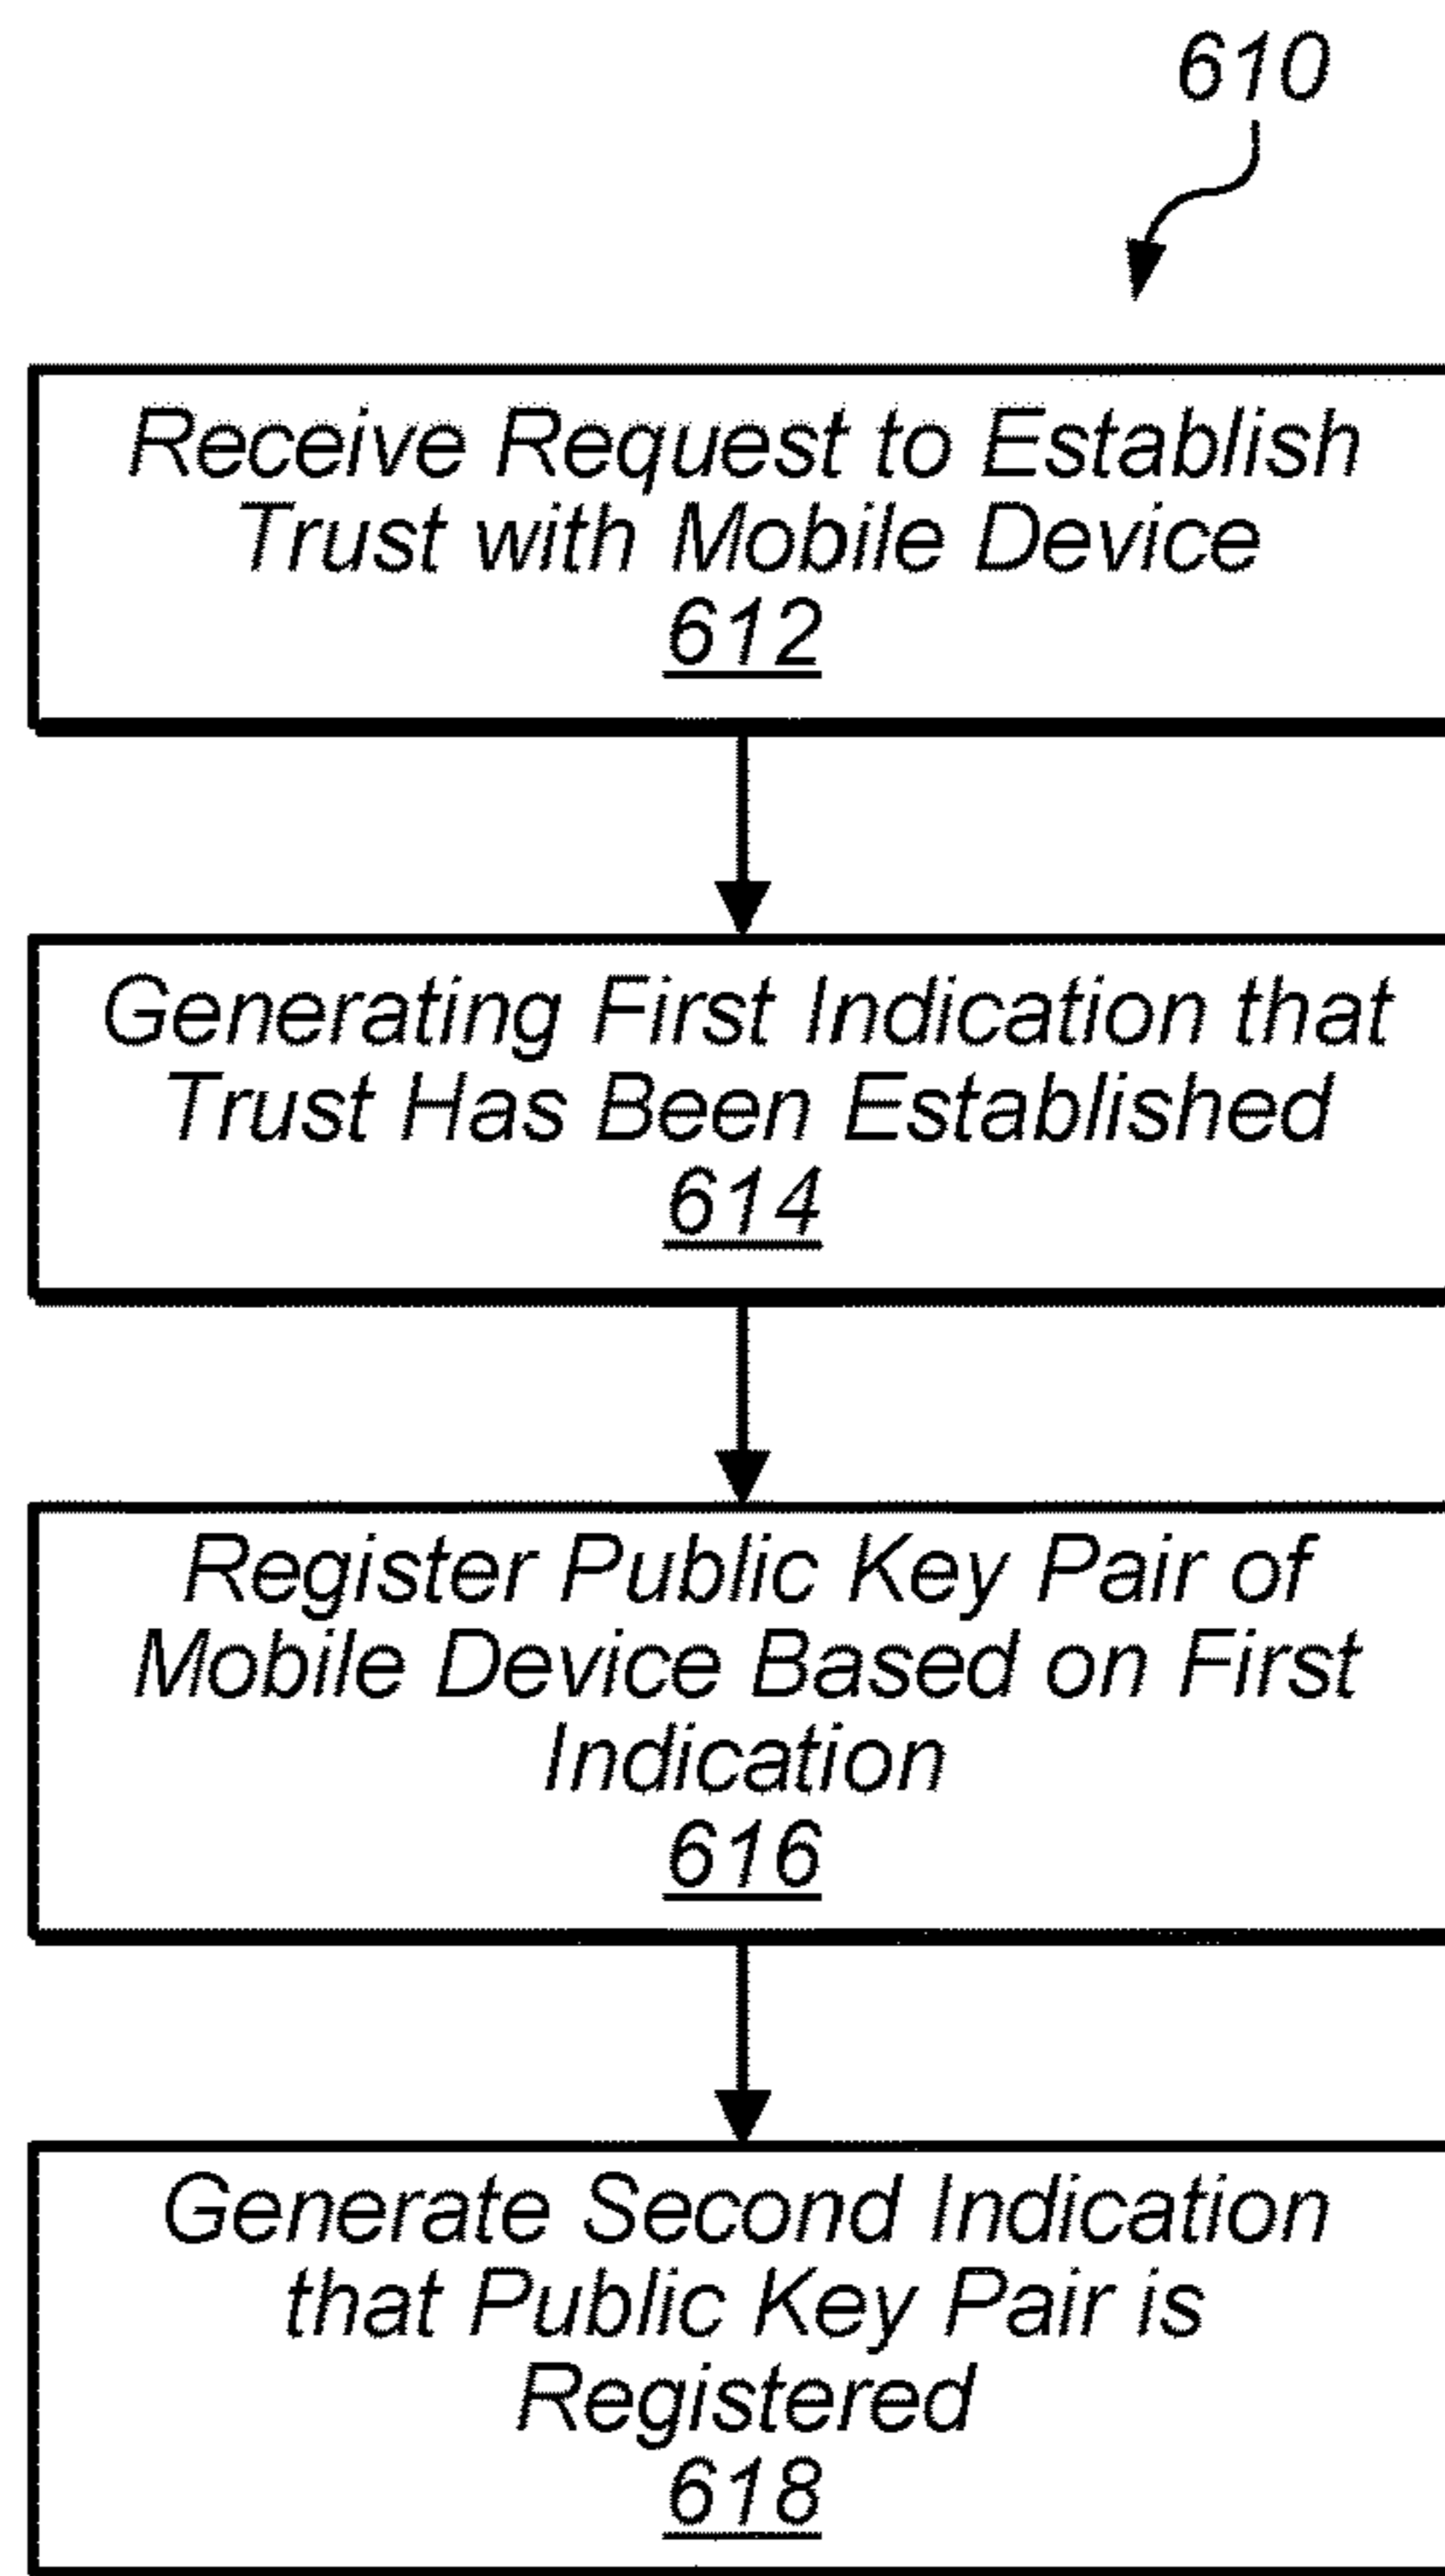 610
Receive Request to Establish
Trust with Mobile Device
612
Generating First Indication that
Trust Has Been Established
614
Register Public Key Pair of
Mobile Device Based on First
Indication
616
Generate Second Indication
that Public Key Pair is
Registered
618